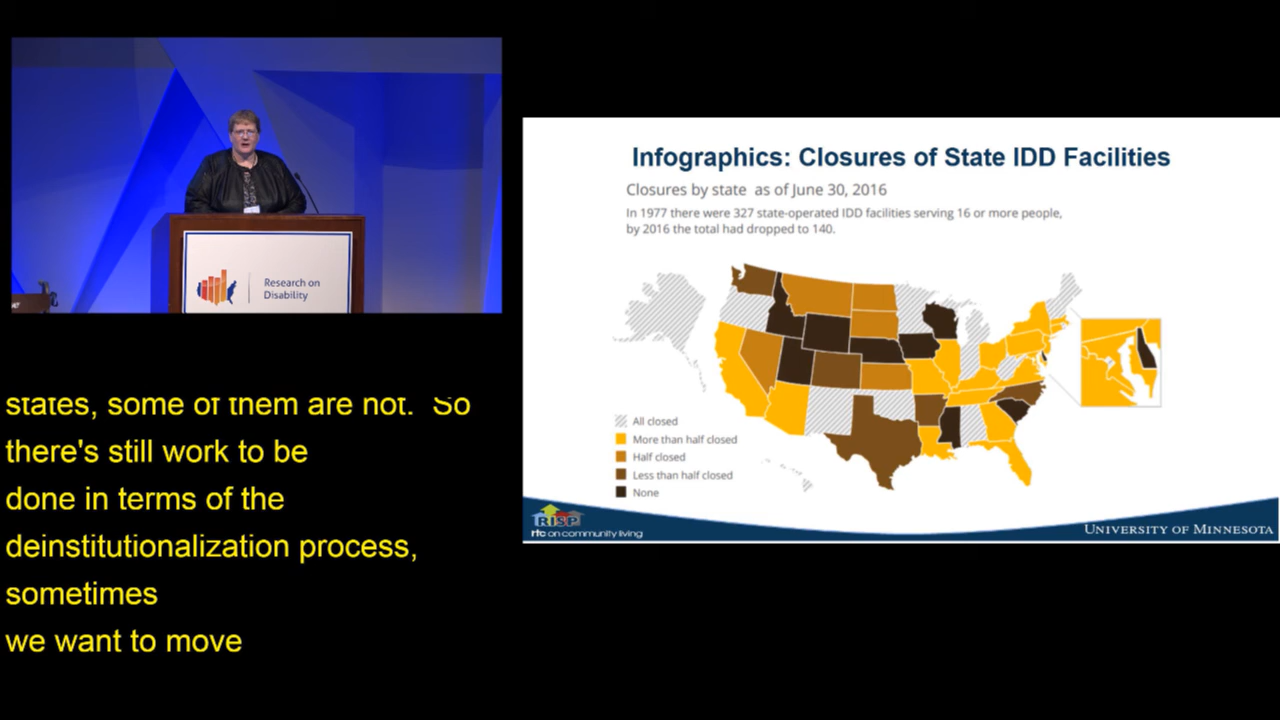 Research on
Disability
states, some of them are not. So
there's still work to be
done in terms of the
deinstitutionalization process,
sometimes
we want to move
Infographics: Closures of State IDD Facilities
Closures by state as of June 30, 2016
In 1977 there were 327 state-operated IDD facilities serving 16 or more people,
by 2016 the total had dropped to 140.
All closed
More than half closed
Half closed
Less than half closed
None
RISP
rtc on community living
UNIVERSITY OF MINNESOTA